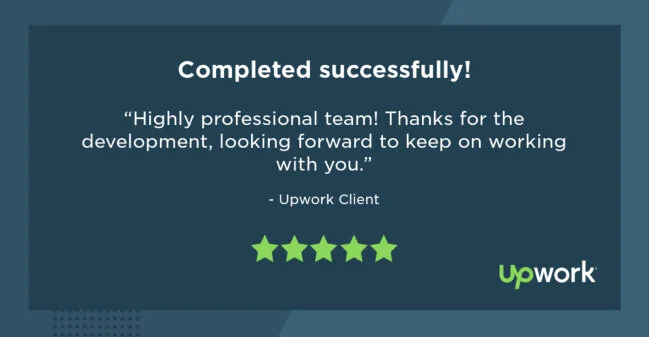 Completed successfully!
“Highly professional team! Thanks for the
development, looking forward to keep on working
with you.”
- Upwork Client
upwork